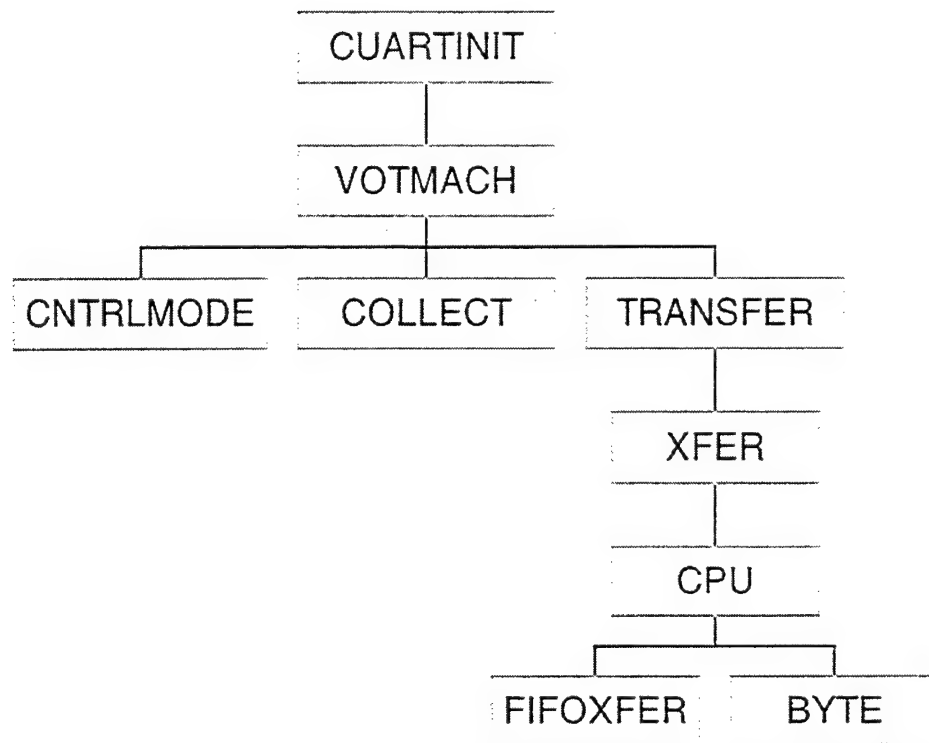 CUARTINIT
VOTMACH
CNTRLMODE COLLECT TRANSFER
XFER
CPU
FIFOXFER BYTE